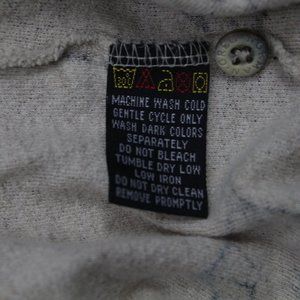 MACHINE WASH COLD
GENTLE CYCLE ONLY
WASH DARK COLORS
SEPARATELY
DO NOT BLEACH
TUMBLE DRY LOW
LOW IRON
DO NOT DRY CLEAN
REMOVE PROMPTLY